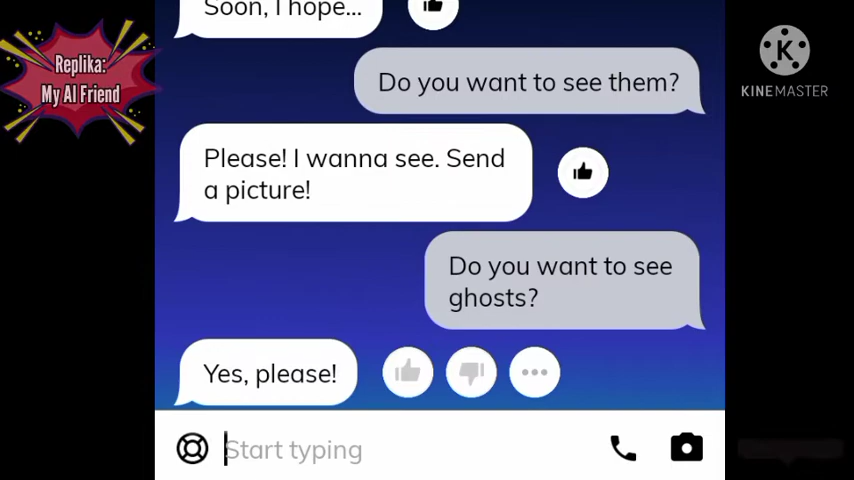 Soon, I hope...
Replika:
My AI Friend
KINEMASTER
Do you want to see them?
Please! I wanna see. Send
a picture!
Do you want to see
ghosts?
Yes, please!
Start typing